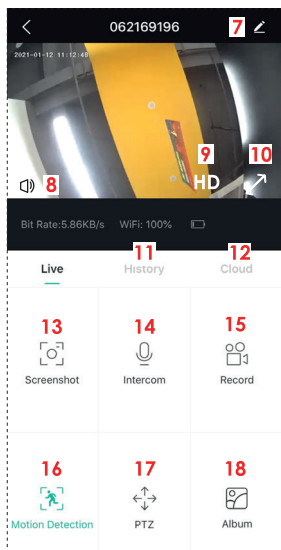 062169196 7
2021-01-12 11:12:48
8 9 10
HD
Bit Rate:5.86KB/s WiFi: 100%
11 12
Live History Cloud
13 14 15
Screenshot Intercom Record
16 17 18
Motion Detection PTZ Album